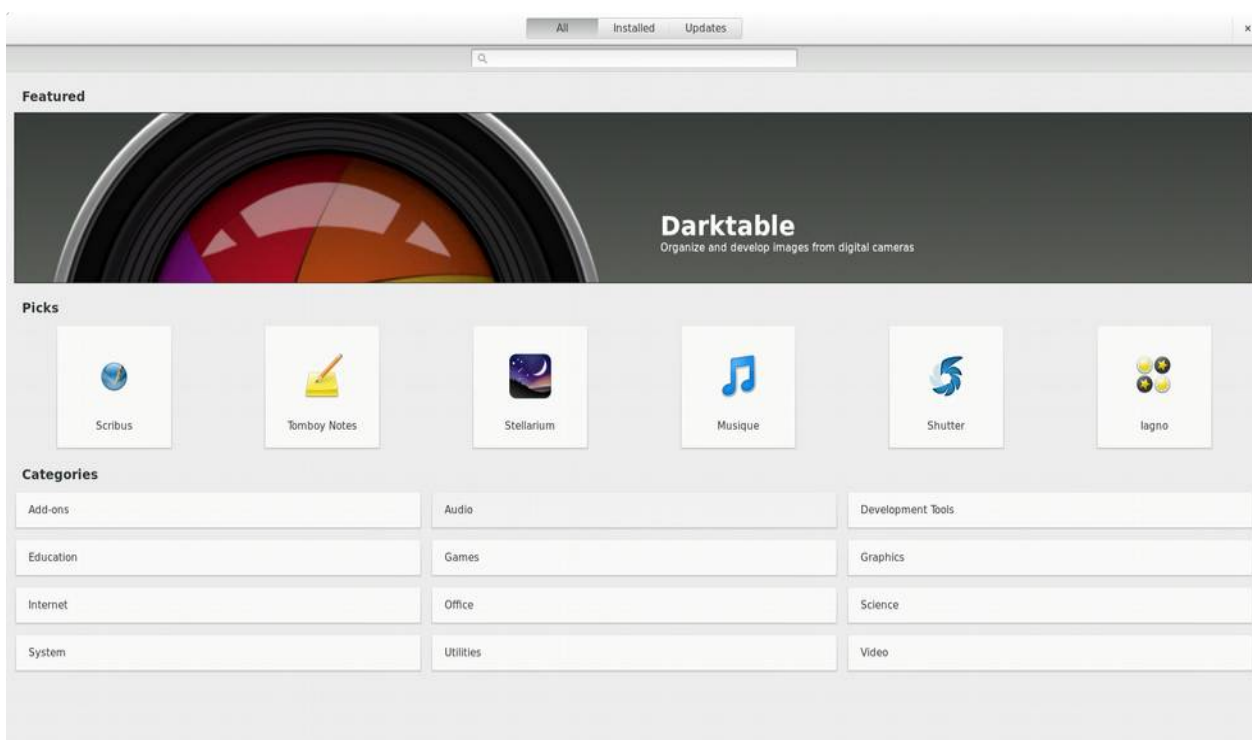 All Installed Updates
Featured
Darktable
Organize and develop images from digital cameras
Picks
Scribus Tomboy Notes Stellarium Musique Shutter Iagno
Categories
Add-ons Audio Development Tools
Education Games Graphics
Internet Office Science
System Utilities Video